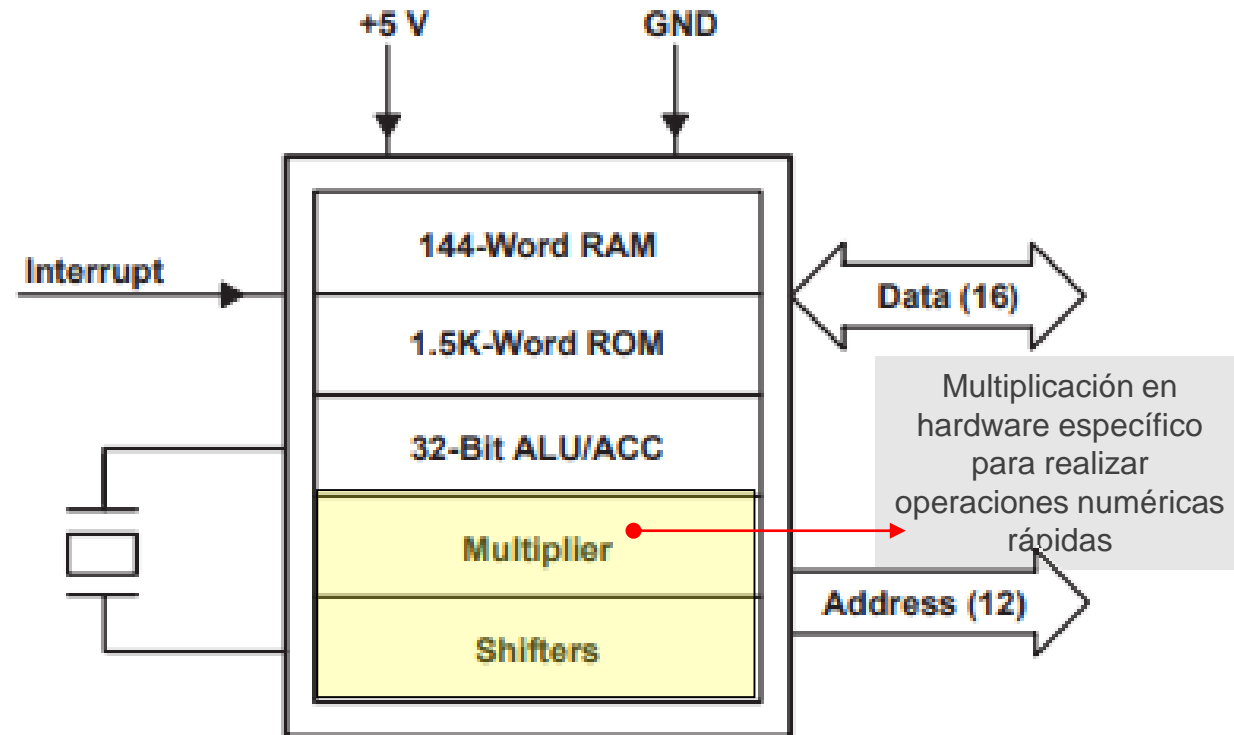 +5 V
GND
144-Word RAM
Interrupt
Data (16)
1.5K-Word ROM
Multiplicación en
hardware específico
para realizar
operaciones numéricas
rápidas
32-Bit ALU/ACC
Multiplier
Address (12)
Shifters